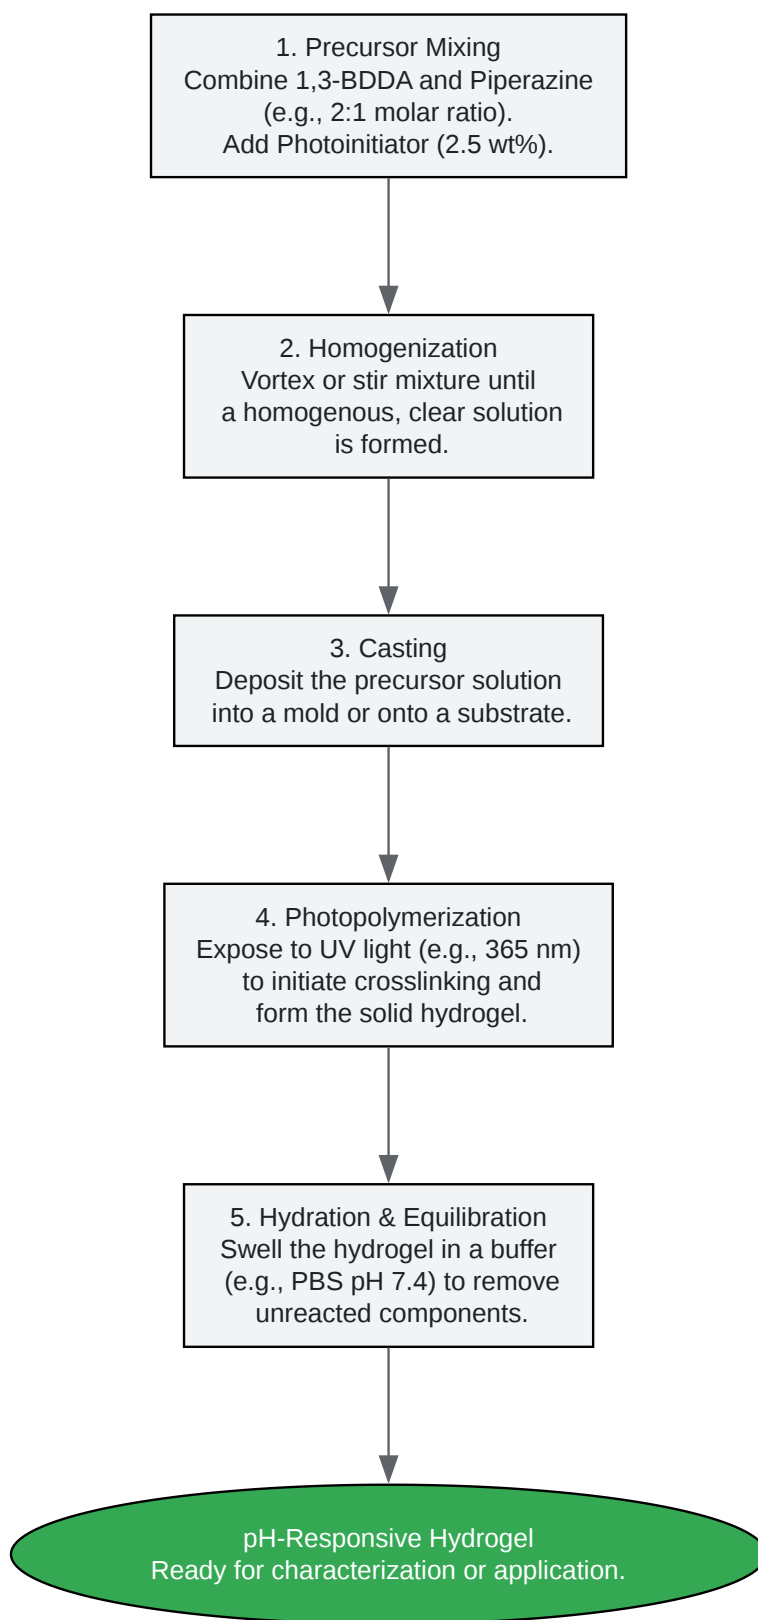 1. Precursor Mixing
Combine 1,3-BDDA and Piperazine
(e.g., 2:1 molar ratio).
Add Photoinitiator (2.5 wt%).
2. Homogenization
Vortex or stir mixture until
a homogenous, clear solution
is formed.
3. Casting
Deposit the precursor solution
into a mold or onto a substrate.
4. Photopolymerization
Expose to UV light (e.g., 365 nm)
to initiate crosslinking and
form the solid hydrogel.
5. Hydration & Equilibration
Swell the hydrogel in a buffer
(e.g., PBS pH 7.4) to remove
unreacted components.
pH-Responsive Hydrogel
Ready for characterization or application.